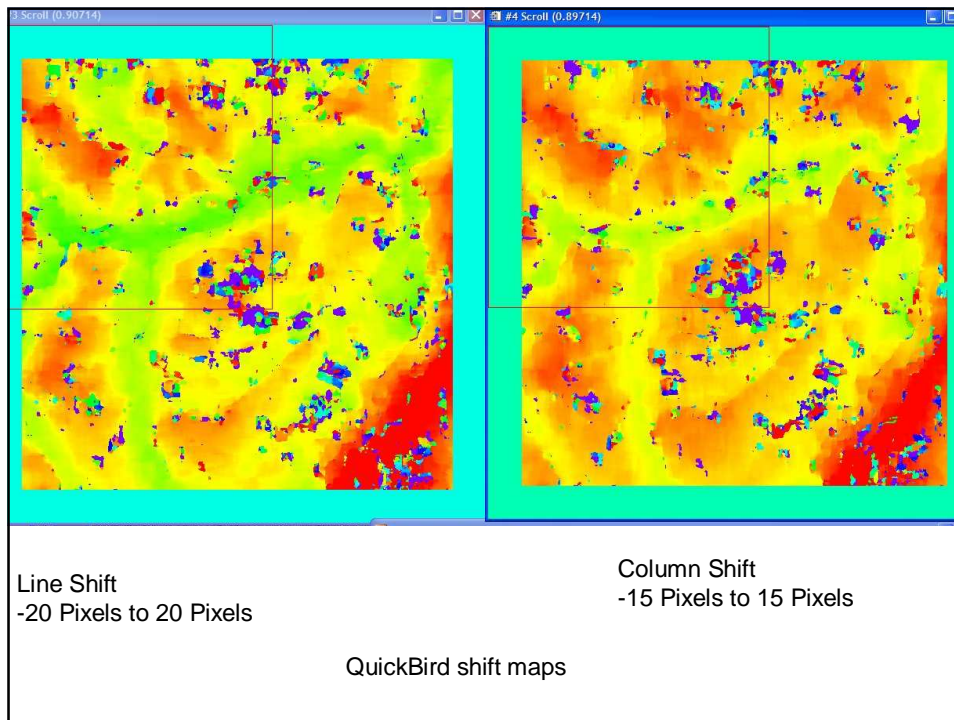 3 Scroll (0.90714)
#4 Scroll (0.89714)
Line Shift
-20 Pixels to 20 Pixels
Column Shift
-15 Pixels to 15 Pixels
QuickBird shift maps